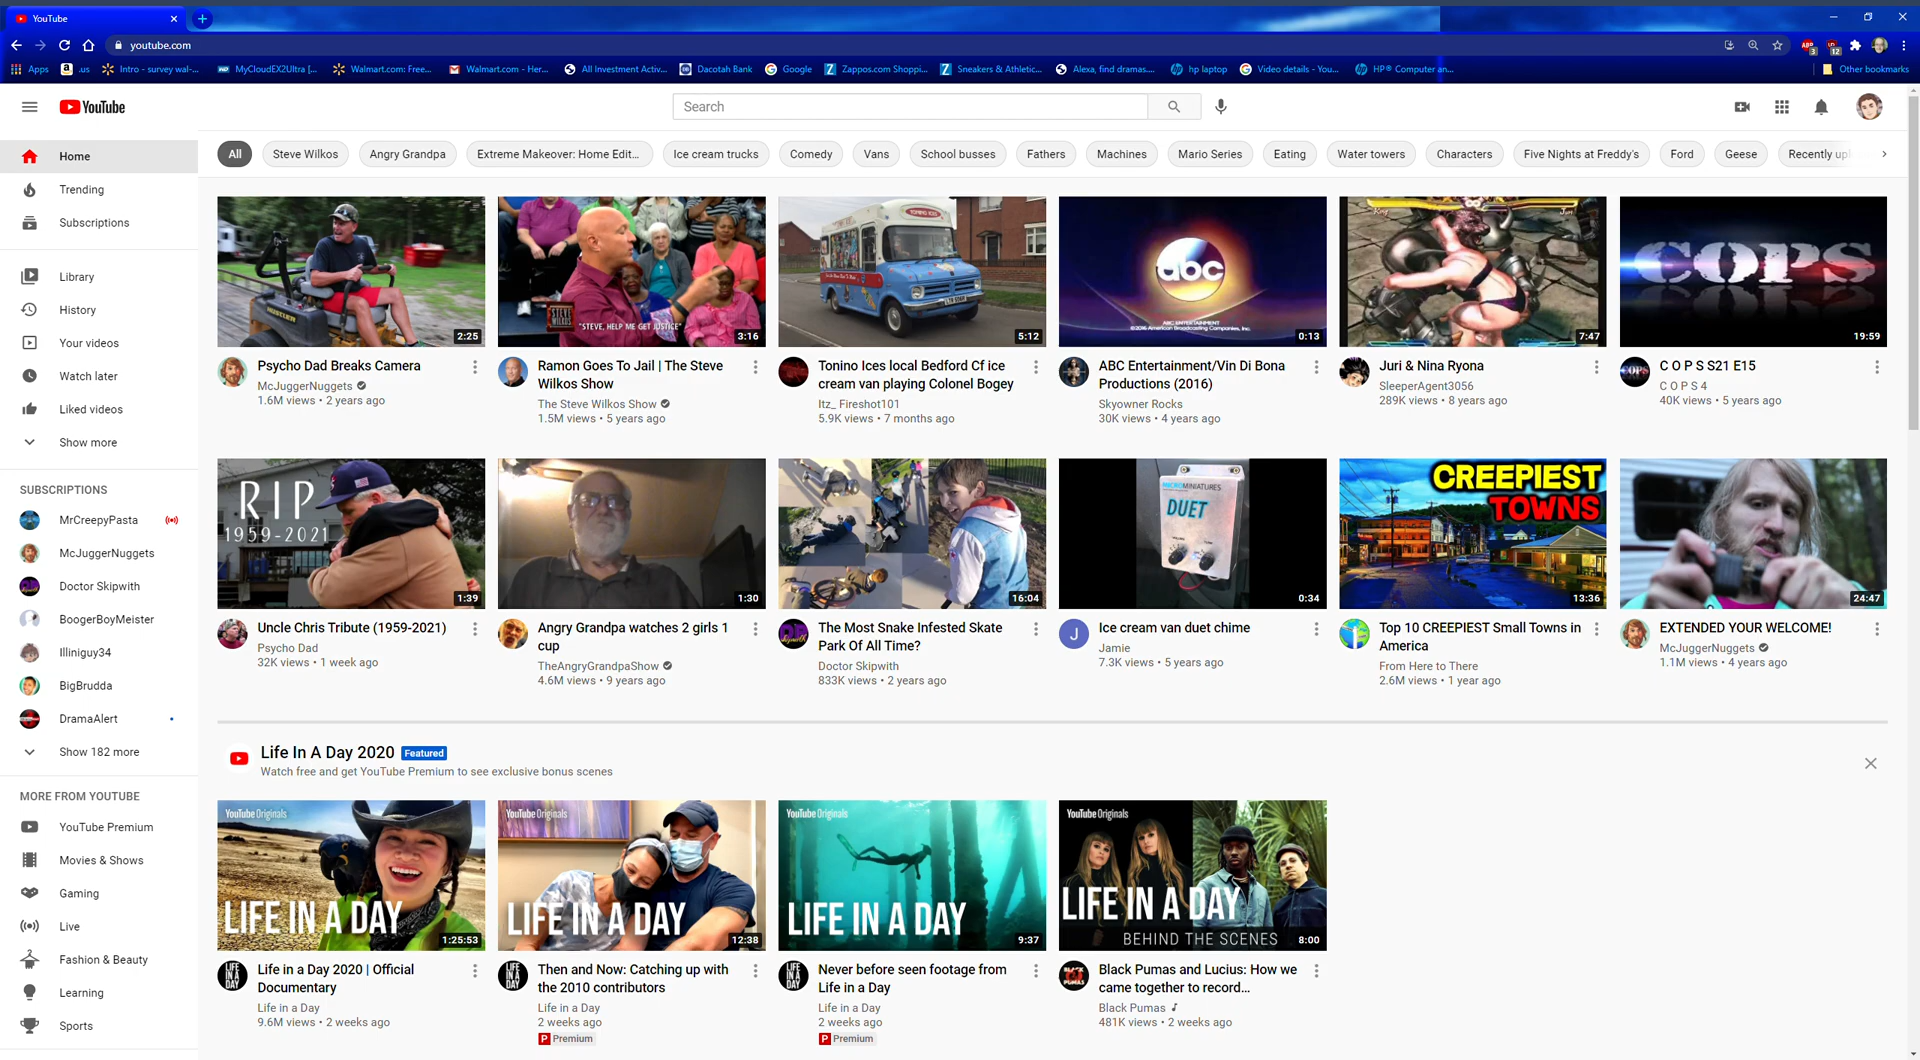 YouTube
youtube.com
Apps
.us
Intro - survey wal-...
MyCloudEX2Ultra [...
Walmart.com: Free...
Walmart.com - Her...
All Investment Activ...
Dacotah Bank
Google
Zappos.com Shoppi...
Sneakers & Athletic...
Alexa, find dramas....
hp laptop
Video details - You...
HP® Computer an...
Other bookmarks
YouTube
Search
Home
Trending
Subscriptions
Library
History
Your videos
Watch later
Liked videos
Show more
SUBSCRIPTIONS
MrCreepyPasta
McJuggerNuggets
Doctor Skipwith
BoogerBoyMeister
Illiniguy34
BigBrudda
DramaAlert
Show 182 more
MORE FROM YOUTUBE
YouTube Premium
Movies & Shows
Gaming
Live
Fashion & Beauty
Learning
Sports
All
Steve Wilkos
Angry Grandpa
Extreme Makeover: Home Edit...
Ice cream trucks
Comedy
Vans
School busses
Fathers
Machines
Mario Series
Eating
Water towers
Characters
Five Nights at Freddy's
Ford
Geese
Recently upl
2:25
Psycho Dad Breaks Camera
McJuggerNuggets
1.6M views • 2 years ago
STEVE WILKOS
"STEVE, HELP ME GET JUSTICE"
3:16
Ramon Goes To Jail | The Steve
Wilkos Show
The Steve Wilkos Show
1.5M views • 5 years ago
5:12
Tonino Ices local Bedford Cf ice
cream van playing Colonel Bogey
Itz_ Fireshot101
5.9K views • 7 months ago
abc
ABC ENTERTAINMENT
©2016 American Broadcasting Companies, Inc.
0:13
ABC Entertainment/Vin Di Bona
Productions (2016)
Skyowner Rocks
30K views • 4 years ago
King
Juri
7:47
Juri & Nina Ryona
SleeperAgent3056
289K views • 8 years ago
COPS
19:59
C O P S S21 E15
C O P S 4
40K views • 5 years ago
RIP
1959-2021
1:39
Uncle Chris Tribute (1959-2021)
Psycho Dad
32K views • 1 week ago
1:30
Angry Grandpa watches 2 girls 1
cup
TheAngryGrandpaShow
4.6M views • 9 years ago
16:04
The Most Snake Infested Skate
Park Of All Time?
Doctor Skipwith
833K views • 2 years ago
MICROMINIATURES
DUET
0:34
J
Ice cream van duet chime
Jamie
7.3K views • 5 years ago
CREEPIEST
TOWNS
13:36
Top 10 CREEPIEST Small Towns in
America
From Here to There
2.6M views • 1 year ago
24:47
EXTENDED YOUR WELCOME!
McJuggerNuggets
1.1M views • 4 years ago
Life In A Day 2020 Featured
Watch free and get YouTube Premium to see exclusive bonus scenes
YouTube Originals
LIFE IN A DAY
1:25:53
Life in a Day 2020 | Official
Documentary
Life in a Day
9.6M views • 2 weeks ago
YouTube Originals
LIFE IN A DAY
12:38
Then and Now: Catching up with
the 2010 contributors
Life in a Day
2 weeks ago
P Premium
YouTube Originals
LIFE IN A DAY
9:37
Never before seen footage from
Life in a Day
Life in a Day
2 weeks ago
P Premium
YouTube Originals
LIFE IN A DAY
BEHIND THE SCENES
8:00
Black Pumas and Lucius: How we
came together to record...
Black Pumas
481K views • 2 weeks ago